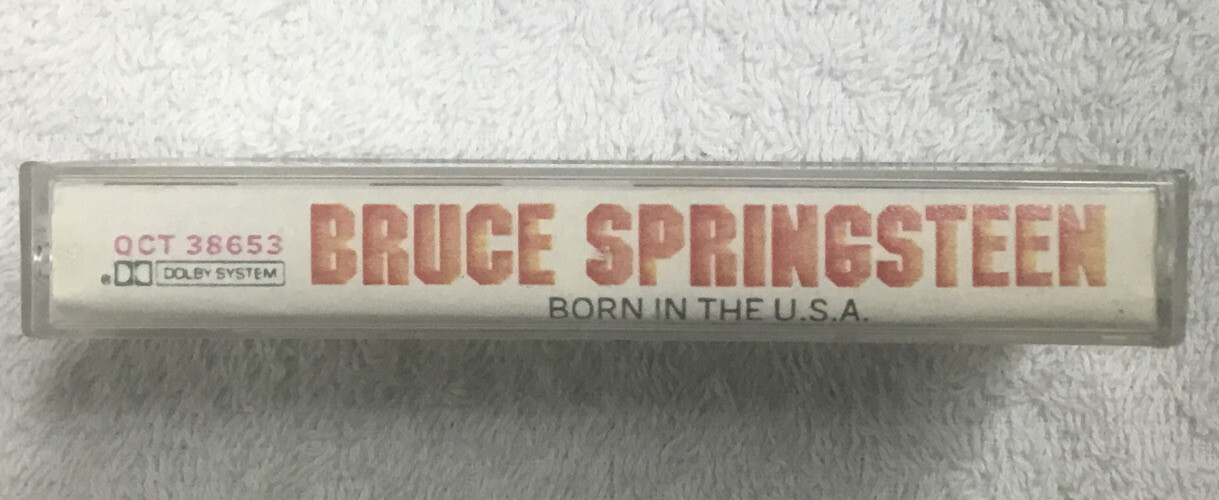 QCT 38653
DOLBY SYSTEM
BRUCE SPRINGSTEEN
BORN IN THE U.S.A.